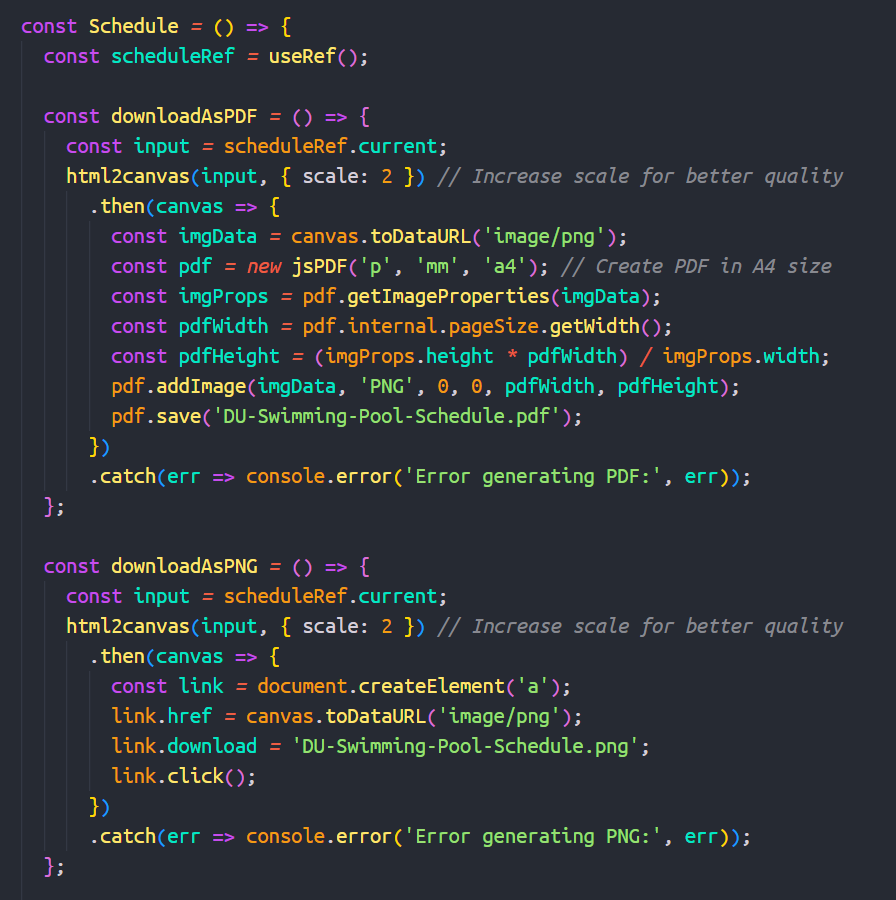 const Schedule = () => {
  const scheduleRef = useRef();

  const downloadAsPDF = () => {
    const input = scheduleRef.current;
    html2canvas(input, { scale: 2 }) // Increase scale for better quality
      .then(canvas => {
        const imgData = canvas.toDataURL('image/png');
        const pdf = new jsPDF('p', 'mm', 'a4'); // Create PDF in A4 size
        const imgProps = pdf.getImageProperties(imgData);
        const pdfWidth = pdf.internal.pageSize.getWidth();
        const pdfHeight = (imgProps.height * pdfWidth) / imgProps.width;
        pdf.addImage(imgData, 'PNG', 0, 0, pdfWidth, pdfHeight);
        pdf.save('DU-Swimming-Pool-Schedule.pdf');
      })
      .catch(err => console.error('Error generating PDF:', err));
  };

  const downloadAsPNG = () => {
    const input = scheduleRef.current;
    html2canvas(input, { scale: 2 }) // Increase scale for better quality
      .then(canvas => {
        const link = document.createElement('a');
        link.href = canvas.toDataURL('image/png');
        link.download = 'DU-Swimming-Pool-Schedule.png';
        link.click();
      })
      .catch(err => console.error('Error generating PNG:', err));
  };